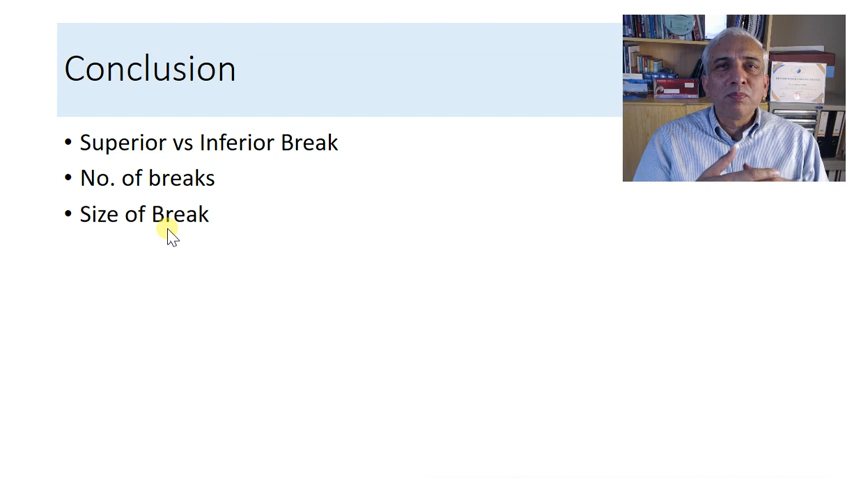 Conclusion
• Superior vs Inferior Break
• No. of breaks
• Size of Break